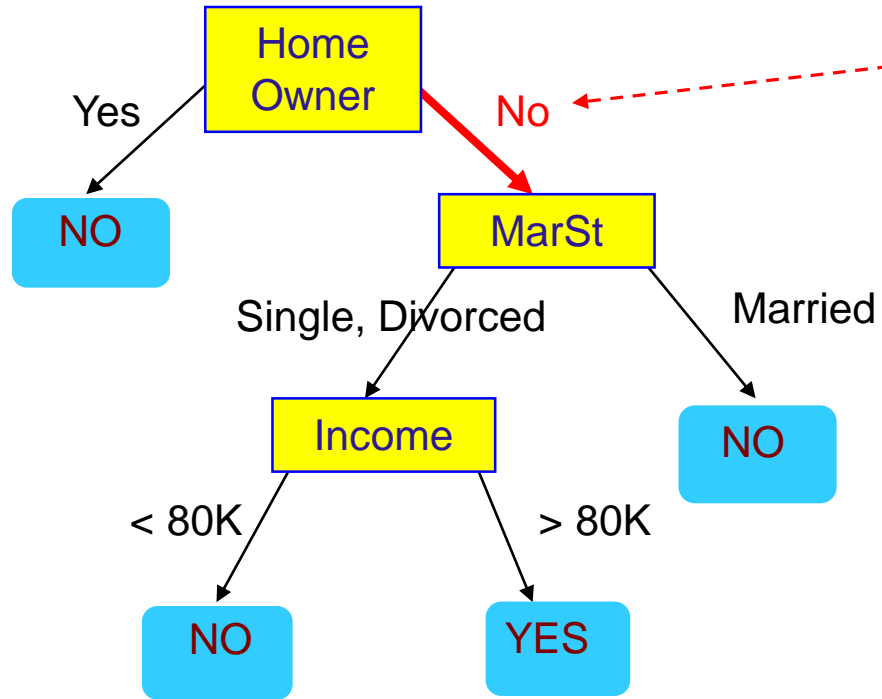 Home
Owner
Yes
No
NO
MarSt
Single, Divorced
Married
Income
NO
< 80K
> 80K
NO
YES